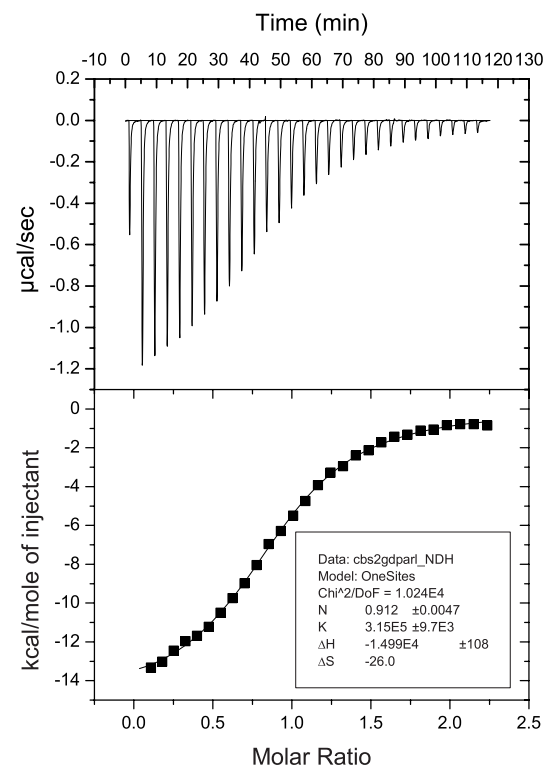 Time (min)
-10 0 10 20 30 40 50 60 70 80 90 100 110 120 130
0.2
0.0
-0.2
-0.4
-0.6
-0.8
-1.0
-1.2
µcal/sec
0
-2
-4
-6
-8
-10
-12
-14
kcal/mole of injectant
Data: cbs2gdparl_NDH
Model: OneSites
Chi^2/DoF = 1.024E4
N 0.912 ±0.0047
K 3.15E5 ±9.7E3
ΔH -1.499E4 ±108
ΔS -26.0
0.0 0.5 1.0 1.5 2.0 2.5
Molar Ratio